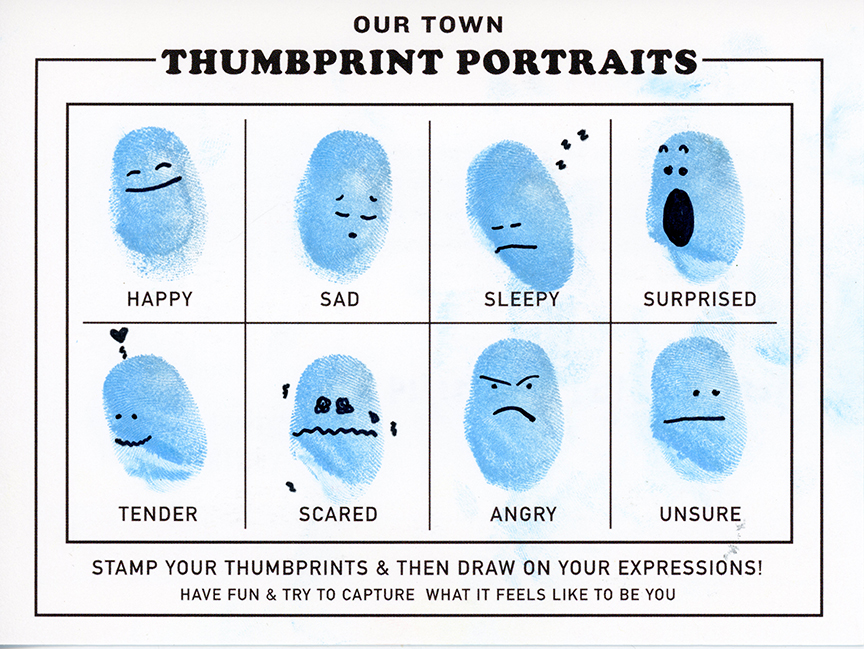 OUR TOWN
THUMBPRINT PORTRAITS
z z z
HAPPY SAD SLEEPY SURPRISED
TENDER SCARED ANGRY UNSURE
STAMP YOUR THUMBPRINTS & THEN DRAW ON YOUR EXPRESSIONS!
HAVE FUN & TRY TO CAPTURE WHAT IT FEELS LIKE TO BE YOU